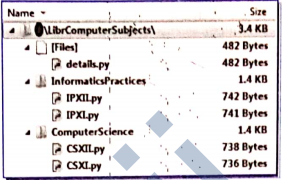 Name Size
\LibrComputerSubjects\ 3.4 KB
[Files] 482 Bytes
details.py 482 Bytes
InformaticsPractices 1.4 KB
IPXII.py 742 Bytes
IPXI.py 741 Bytes
ComputerScience 1.4 KB
CSXII.py 738 Bytes
CSXI.py 736 Bytes